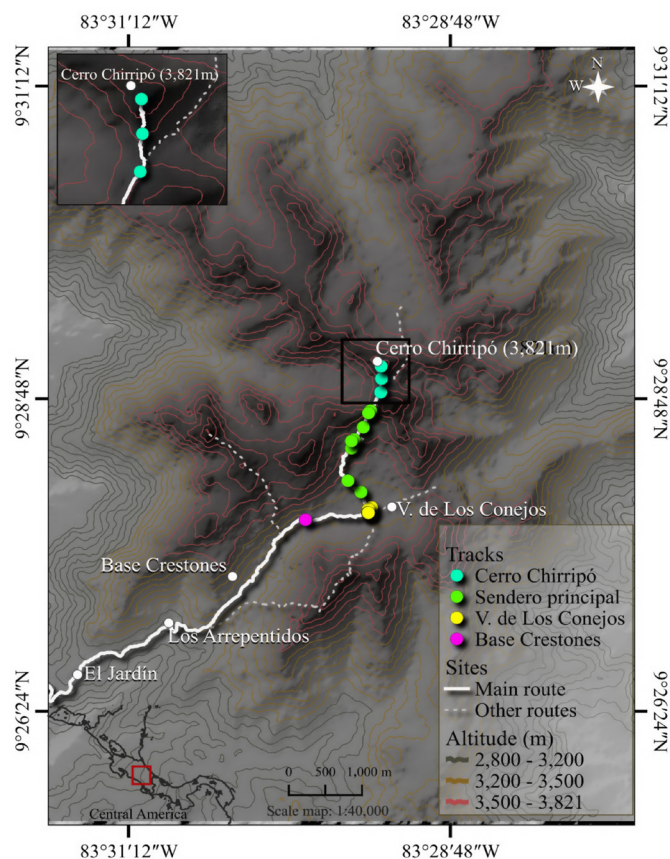 83°31'12"W
83°28'48"W
Cerro Chirripó (3,821m)
N
W
9°31'12"N
9°31'12"N
Cerro Chirripó (3,821m)
9°28'48"N
9°28'48"N
V. de Los Conejos
Base Crestones
Los Arrepentidos
El Jardín
Tracks
Cerro Chirripó
Sendero principal
V. de Los Conejos
Base Crestones
Sites
Main route
Other routes
Altitude (m)
2,800 - 3,200
3,200 - 3,500
3,500 - 3,821
9°26'24"N
9°26'24"N
0 500 1,000 m
Scale map: 1:40,000
Central America
83°31'12"W
83°28'48"W